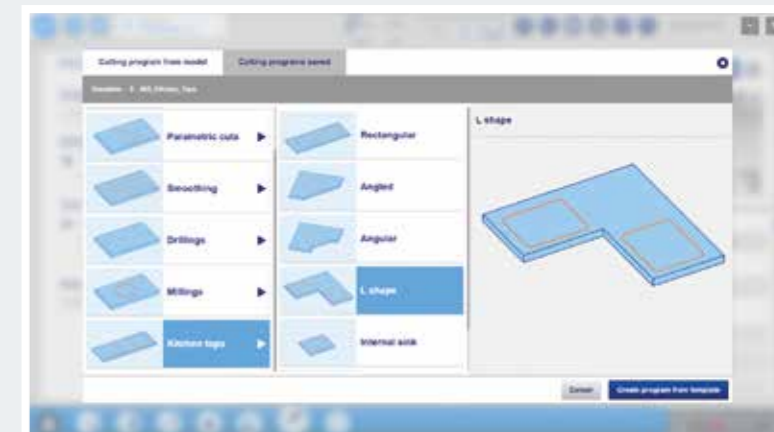 Cutting program from model
Cutting programs saved
Parametric cuts
Smoothing
Drillings
Millings
Kitchen tops
Rectangular
Angled
Angular
L shape
Internal sink
L shape
Cancel
Create program from template